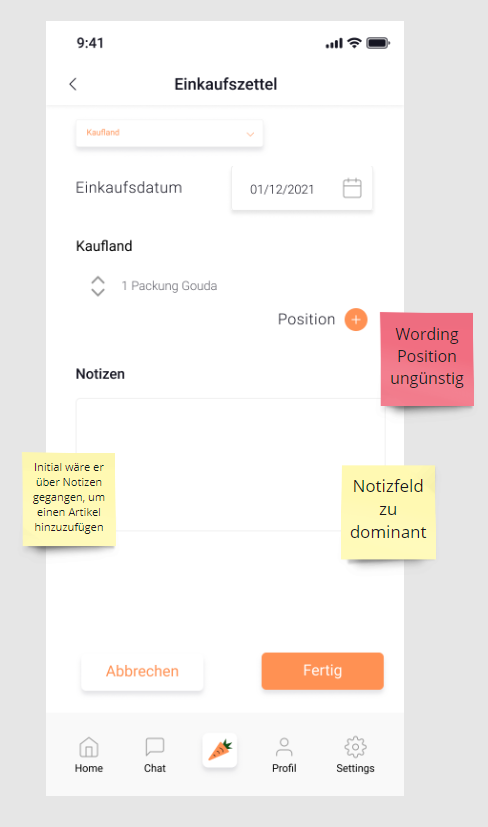 9:41
Einkaufszettel
Kaufland
Einkaufsdatum
01/12/2021
Kaufland
1 Packung Gouda
Position
Wording
Position
ungünstig
Notizen
Initial wäre er
über Notizen
gegangen, um
einen Artikel
hinzuzufügen
Notizfeld
zu
dominant
Abbrechen
Fertig
Home
Chat
Profil
Settings